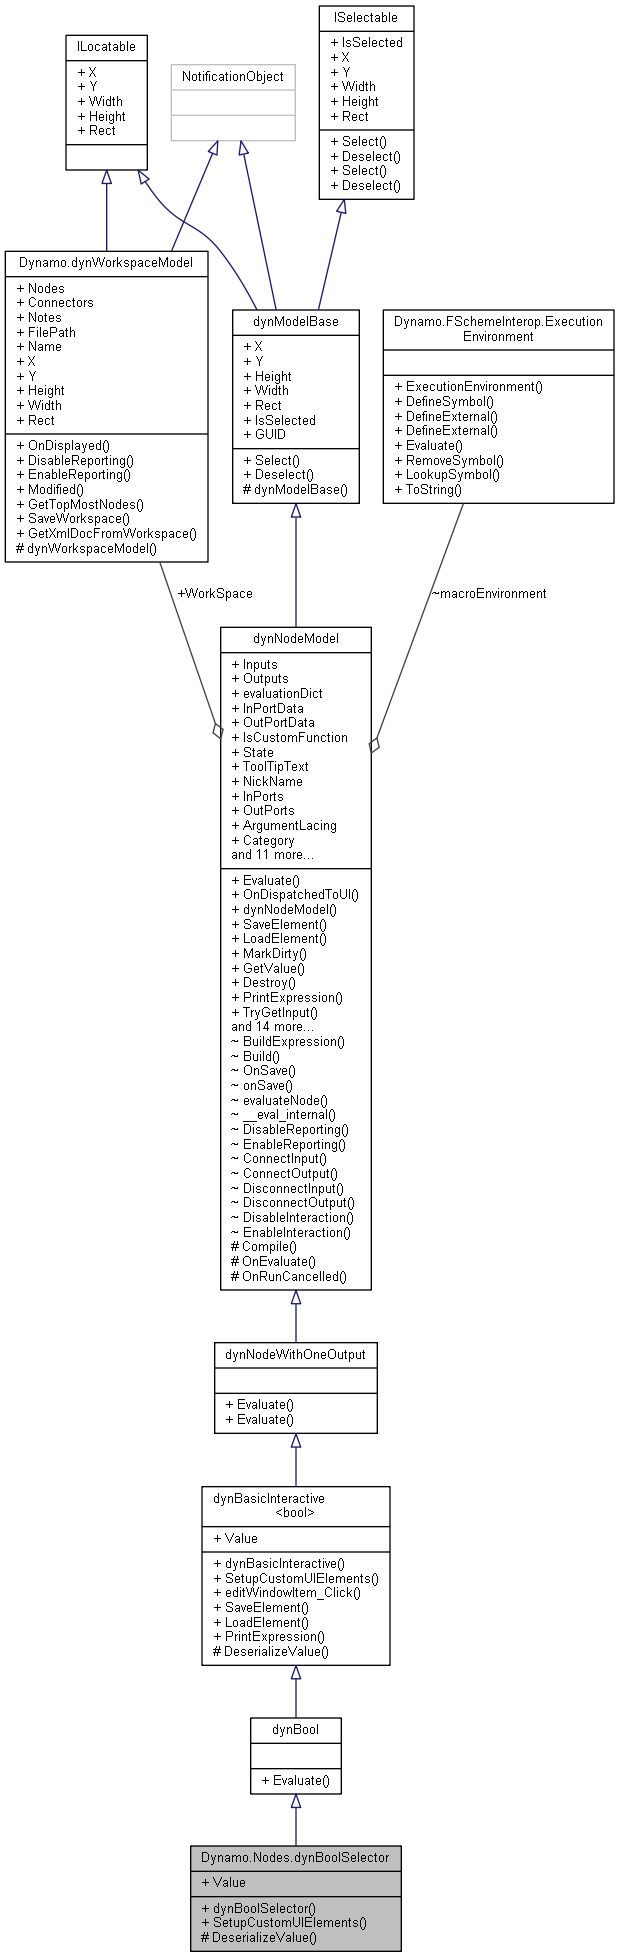 ISelectable
+ IsSelected
+ X
+ Y
+ Width
+ Height
+ Rect
+ Select()
+ Deselect()
+ Select()
+ Deselect()
ILocatable
+ X
+ Y
+ Width
+ Height
+ Rect
NotificationObject
Dynamo.dynWorkspaceModel
+ Nodes
+ Connectors
+ Notes
+ FilePath
+ Name
+ X
+ Y
+ Height
+ Width
+ Rect
+ OnDisplayed()
+ DisableReporting()
+ EnableReporting()
+ Modified()
+ GetTopMostNodes()
+ SaveWorkspace()
+ GetXmlDocFromWorkspace()
# dynWorkspaceModel()
dynModelBase
+ X
+ Y
+ Height
+ Width
+ Rect
+ IsSelected
+ GUID
+ Select()
+ Deselect()
# dynModelBase()
Dynamo.FSchemeInterop.Execution
Environment
+ ExecutionEnvironment()
+ DefineSymbol()
+ DefineExternal()
+ DefineExternal()
+ Evaluate()
+ RemoveSymbol()
+ LookupSymbol()
+ ToString()
+WorkSpace
~macroEnvironment
dynNodeModel
+ Inputs
+ Outputs
+ evaluationDict
+ InPortData
+ OutPortData
+ IsCustomFunction
+ State
+ ToolTipText
+ NickName
+ InPorts
+ OutPorts
+ ArgumentLacing
+ Category
and 11 more...
+ Evaluate()
+ OnDispatchedToUI()
+ dynNodeModel()
+ SaveElement()
+ LoadElement()
+ MarkDirty()
+ GetValue()
+ Destroy()
+ PrintExpression()
+ TryGetInput()
and 14 more...
~ BuildExpression()
~ Build()
~ OnSave()
~ onSave()
~ evaluateNode()
~ __eval_internal()
~ DisableReporting()
~ EnableReporting()
~ ConnectInput()
~ ConnectOutput()
~ DisconnectInput()
~ DisconnectOutput()
~ DisableInteraction()
~ EnableInteraction()
# Compile()
# OnEvaluate()
# OnRunCancelled()
dynNodeWithOneOutput
+ Evaluate()
+ Evaluate()
dynBasicInteractive
<bool>
+ Value
+ dynBasicInteractive()
+ SetupCustomUIElements()
+ editWindowItem_Click()
+ SaveElement()
+ LoadElement()
+ PrintExpression()
# DeserializeValue()
dynBool
+ Evaluate()
Dynamo.Nodes.dynBoolSelector
+ Value
+ dynBoolSelector()
+ SetupCustomUIElements()
# DeserializeValue()